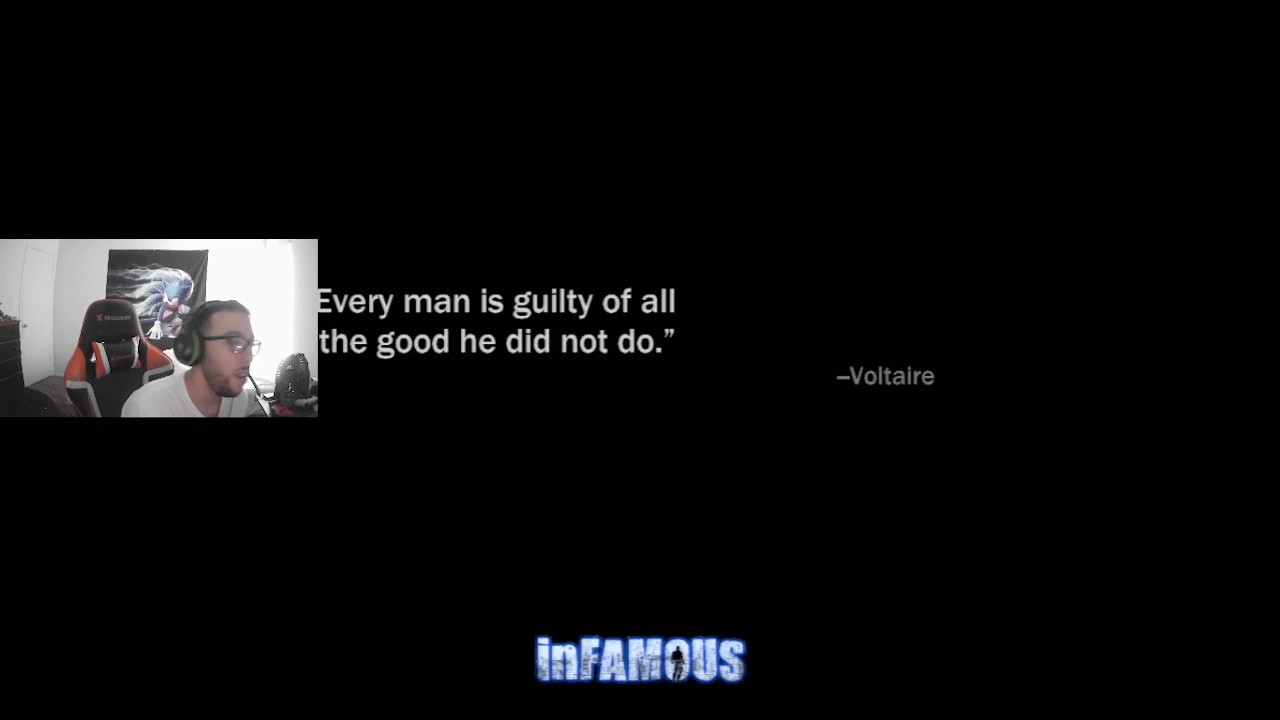 Every man is guilty of all
the good he did not do.”
–Voltaire
inFAMOUS